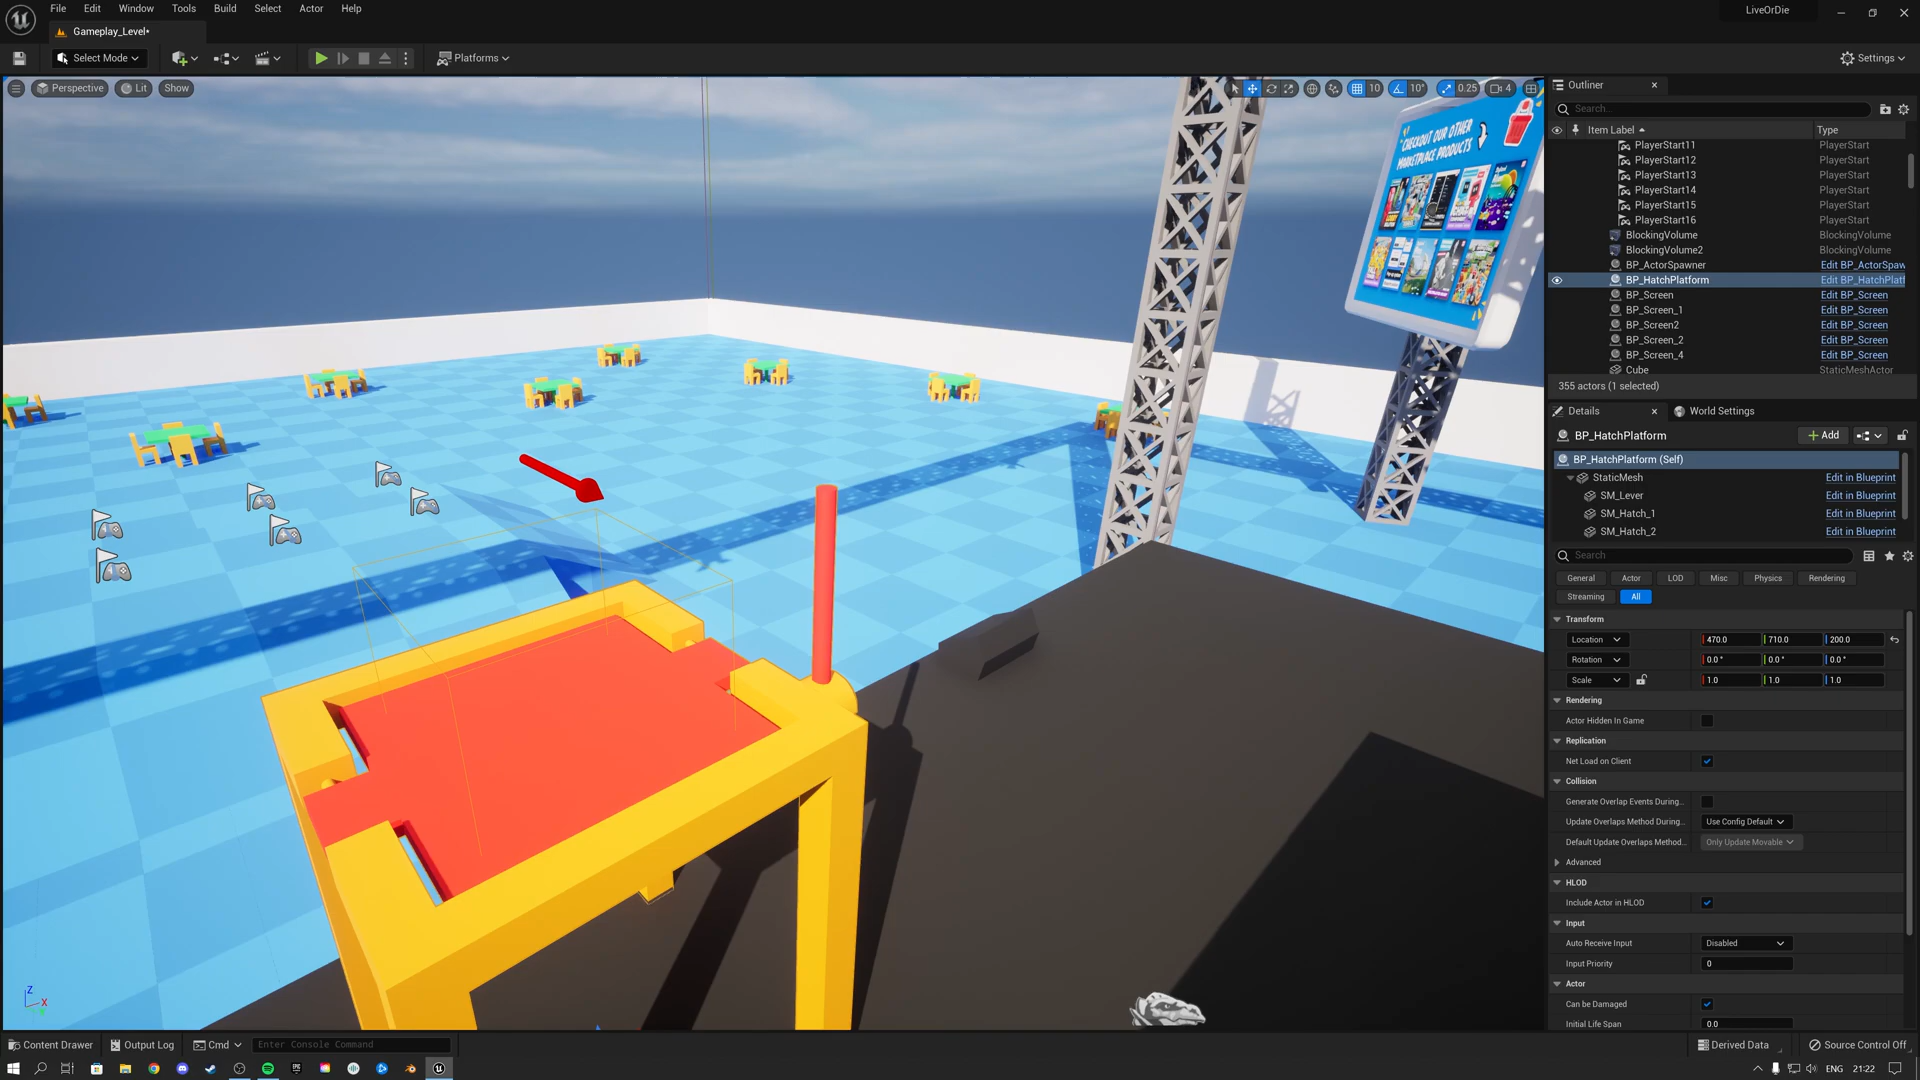 File Edit Window Tools Build Select Actor Help
LiveOrDie
Gameplay_Level*
Select Mode
Platforms
Settings
Perspective Lit Show
10 10° 0.25 4
CHECKOUT OUR OTHER
MARKETPLACE PRODUCTS
Outliner
Search...
Item Label Type
PlayerStart11 PlayerStart
PlayerStart12 PlayerStart
PlayerStart13 PlayerStart
PlayerStart14 PlayerStart
PlayerStart15 PlayerStart
PlayerStart16 PlayerStart
BlockingVolume BlockingVolume
BlockingVolume2 BlockingVolume
BP_ActorSpawner Edit BP_ActorSpaw
BP_HatchPlatform Edit BP_HatchPlatf
BP_Screen Edit BP_Screen
BP_Screen_1 Edit BP_Screen
BP_Screen2 Edit BP_Screen
BP_Screen_2 Edit BP_Screen
BP_Screen_4 Edit BP_Screen
Cube StaticMeshActor
355 actors (1 selected)
Details World Settings
BP_HatchPlatform Add
BP_HatchPlatform (Self)
StaticMesh Edit in Blueprint
SM_Lever Edit in Blueprint
SM_Hatch_1 Edit in Blueprint
SM_Hatch_2 Edit in Blueprint
Search
General Actor LOD Misc Physics Rendering
Streaming All
Transform
Location 470.0 710.0 200.0
Rotation 0.0° 0.0° 0.0°
Scale 1.0 1.0 1.0
Rendering
Actor Hidden In Game
Replication
Net Load on Client
Collision
Generate Overlap Events During...
Update Overlaps Method During... Use Config Default
Default Update Overlaps Method... Only Update Movable
Advanced
HLOD
Include Actor in HLOD
Input
Auto Receive Input Disabled
Input Priority 0
Actor
Can be Damaged
Initial Life Span 0.0
Z
X
Content Drawer Output Log Cmd Enter Console Command
Derived Data Source Control Off
ENG 21:22